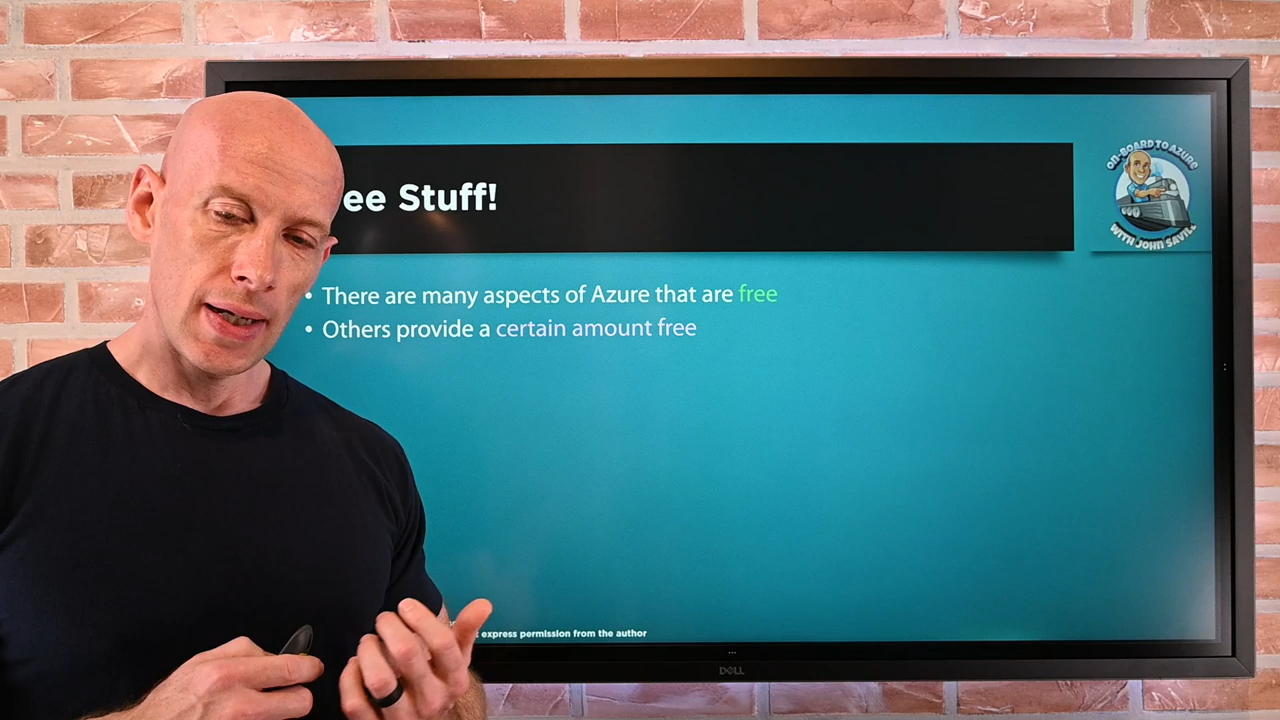 ee Stuff!
ON-BOARD TO AZURE
WITH JOHN SAVILL
• There are many aspects of Azure that are free
• Others provide a certain amount free
express permission from the author
DELL